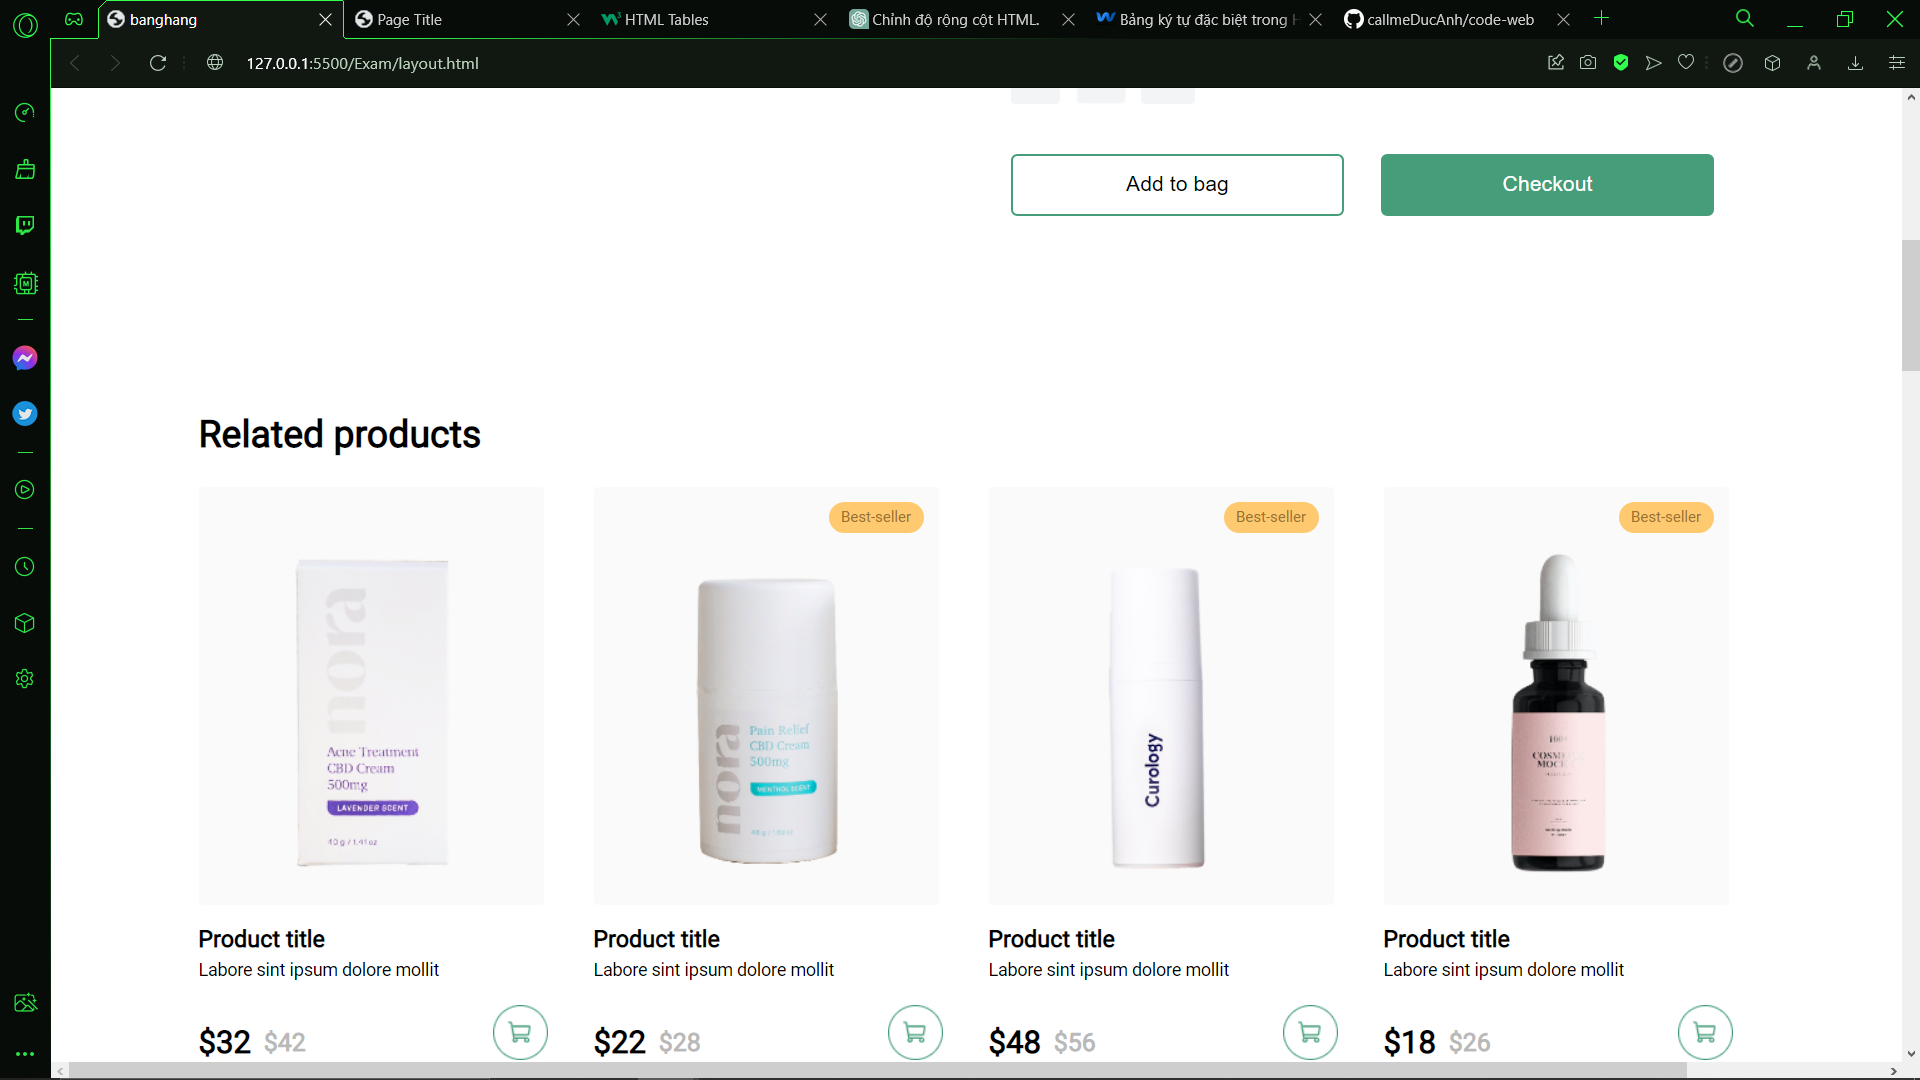 banghang
Page Title
HTML Tables
Chỉnh độ rộng cột HTML.
Bảng ký tự đặc biệt trong H
callmeDucAnh/code-web
127.0.0.1:5500/Exam/layout.html
Add to bag
Checkout
Related products
nora
Acne Treatment
CBD Cream
500mg
LAVENDER SCENT
40 g / 1.41oz
Best-seller
nora
Pain Relief
CBD Cream
500mg
MENTHOL SCENT
Best-seller
Curology
Best-seller
Product title
Labore sint ipsum dolore mollit
$32 $42
Product title
Labore sint ipsum dolore mollit
$22 $28
Product title
Labore sint ipsum dolore mollit
$48 $56
Product title
Labore sint ipsum dolore mollit
$18 $26